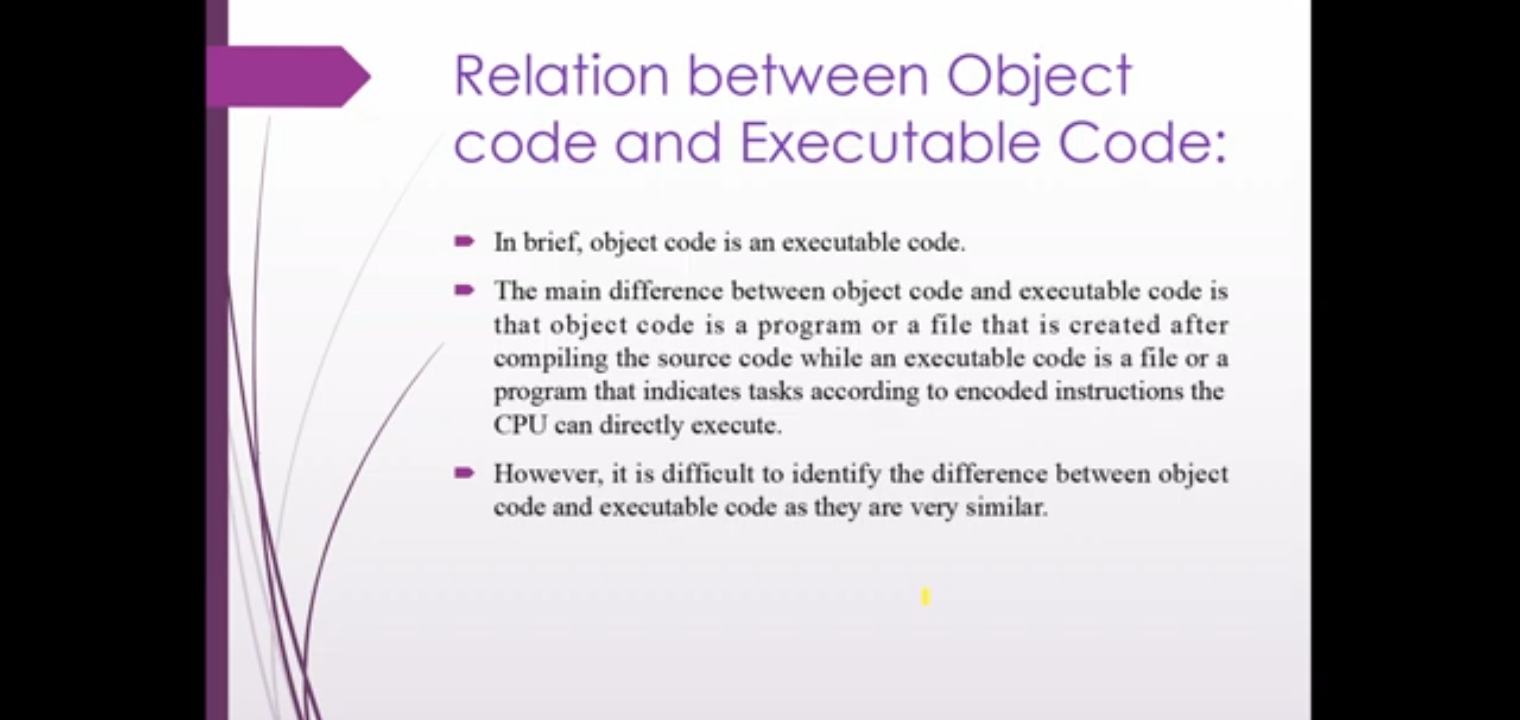 Relation between Object
code and Executable Code:
In brief, object code is an executable code.
The main difference between object code and executable code is
that object code is a program or a file that is created after
compiling the source code while an executable code is a file or a
program that indicates tasks according to encoded instructions the
CPU can directly execute.
However, it is difficult to identify the difference between object
code and executable code as they are very similar.